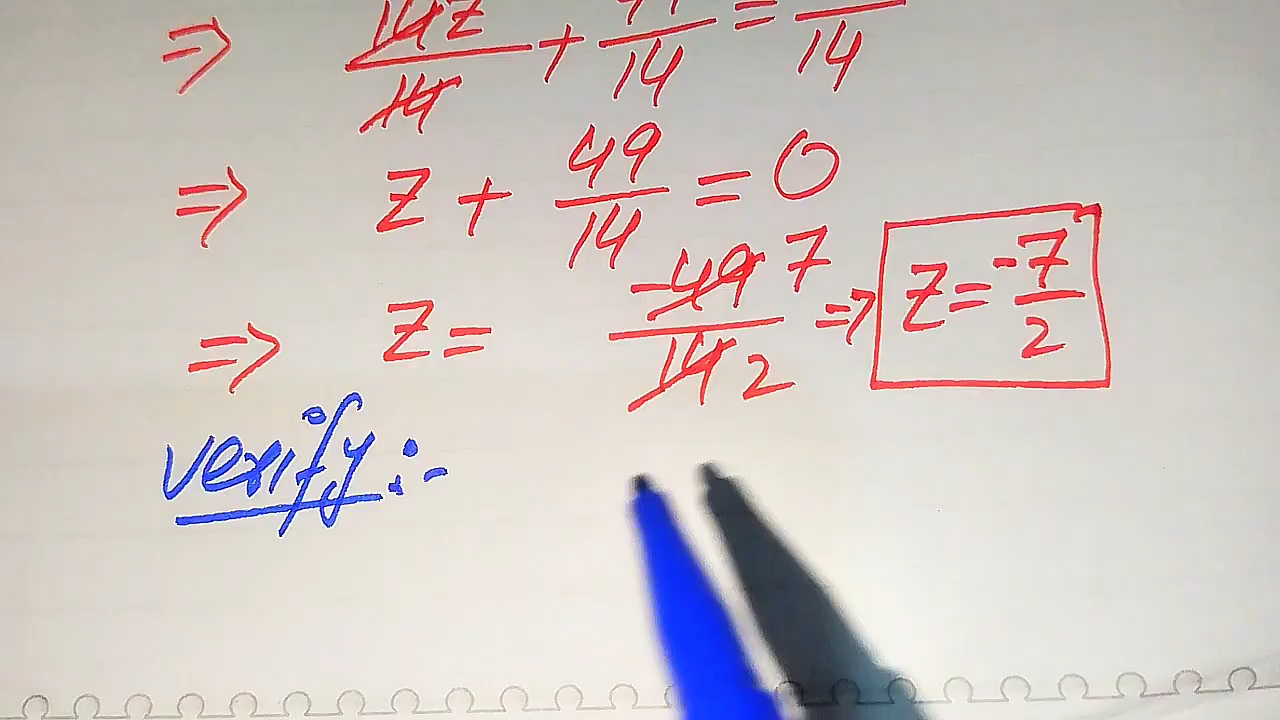 ⇒ 14z/14 + 49/14 = /14
⇒ z + 49/14 = 0
⇒ z = -49/14 7 2 ⇒ z = -7/2
verify :-